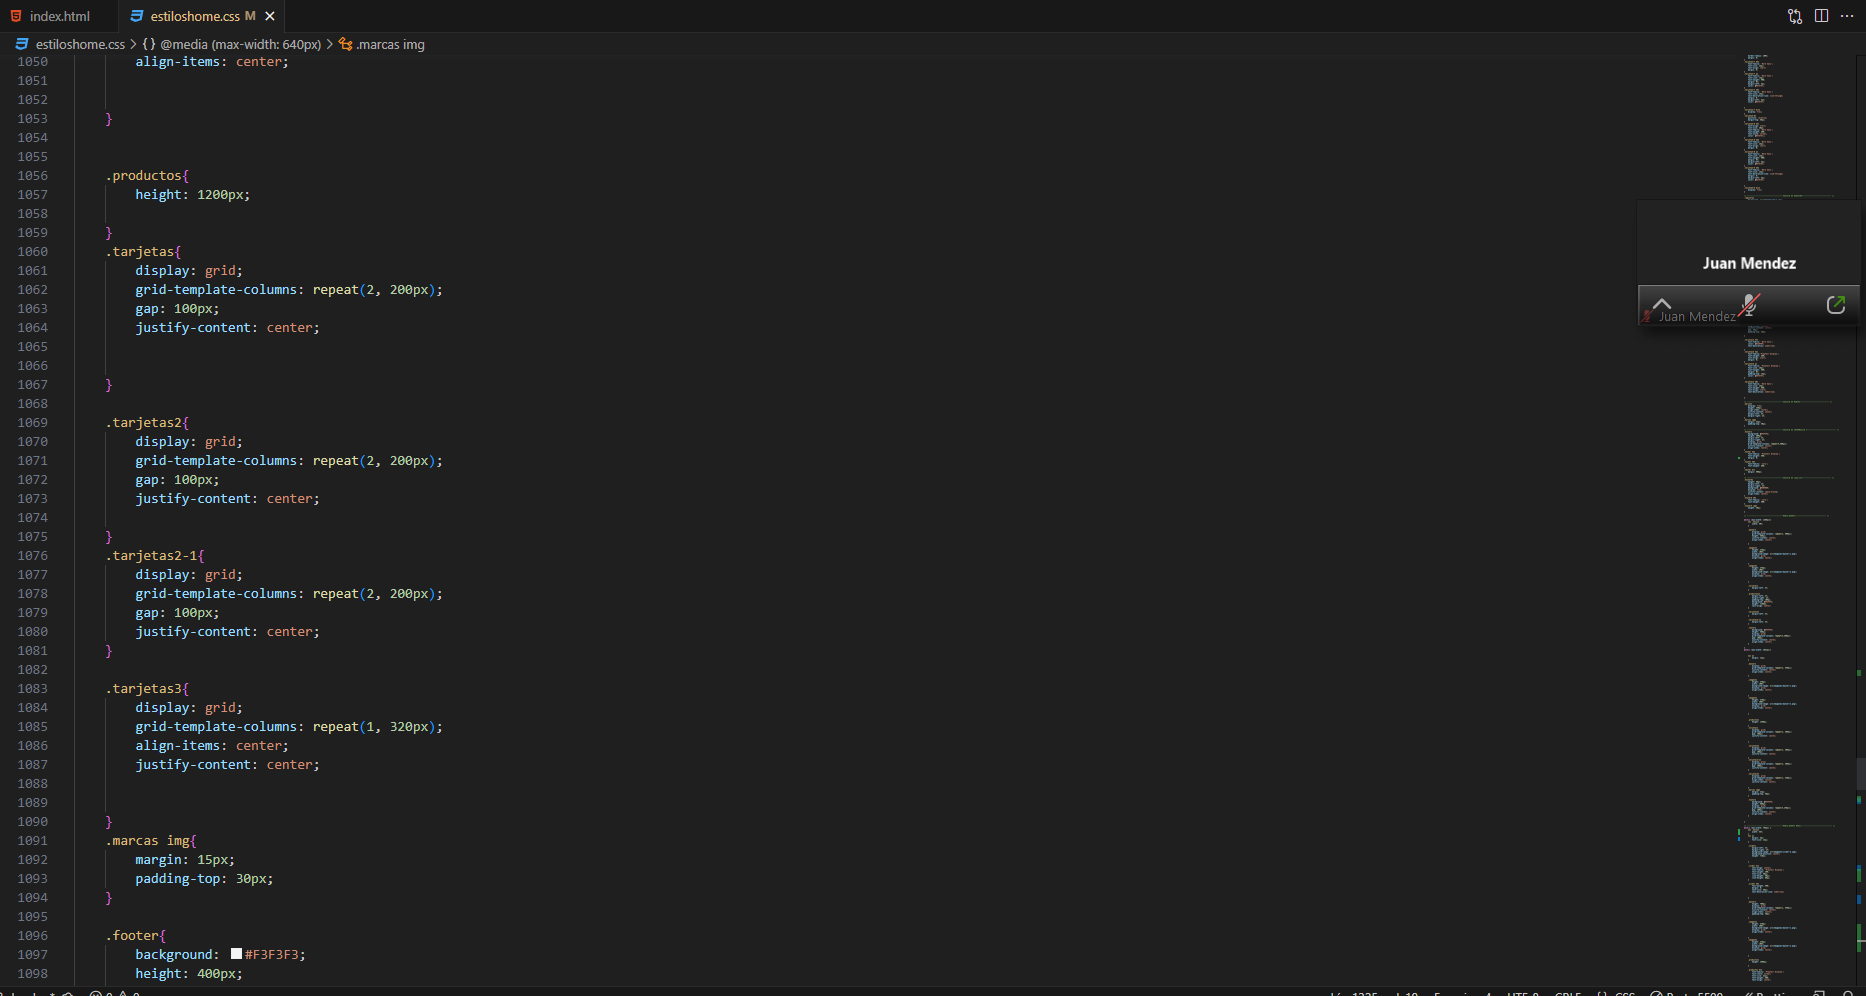 index.html
estiloshome.css M
estiloshome.css > {} @media (max-width: 640px) > .marcas img
1050 align-items: center;
1051
1052
1053 }
1054
1055
1056 .productos{
1057 height: 1200px;
1058
1059 }
1060 .tarjetas{
1061 display: grid;
1062 grid-template-columns: repeat(2, 200px);
1063 gap: 100px;
1064 justify-content: center;
1065
1066
1067 }
1068
1069 .tarjetas2{
1070 display: grid;
1071 grid-template-columns: repeat(2, 200px);
1072 gap: 100px;
1073 justify-content: center;
1074
1075 }
1076 .tarjetas2-1{
1077 display: grid;
1078 grid-template-columns: repeat(2, 200px);
1079 gap: 100px;
1080 justify-content: center;
1081 }
1082
1083 .tarjetas3{
1084 display: grid;
1085 grid-template-columns: repeat(1, 320px);
1086 align-items: center;
1087 justify-content: center;
1088
1089
1090 }
1091 .marcas img{
1092 margin: 15px;
1093 padding-top: 30px;
1094 }
1095
1096 .footer{
1097 background: #F3F3F3;
1098 height: 400px;
Juan Mendez
Juan Mendez